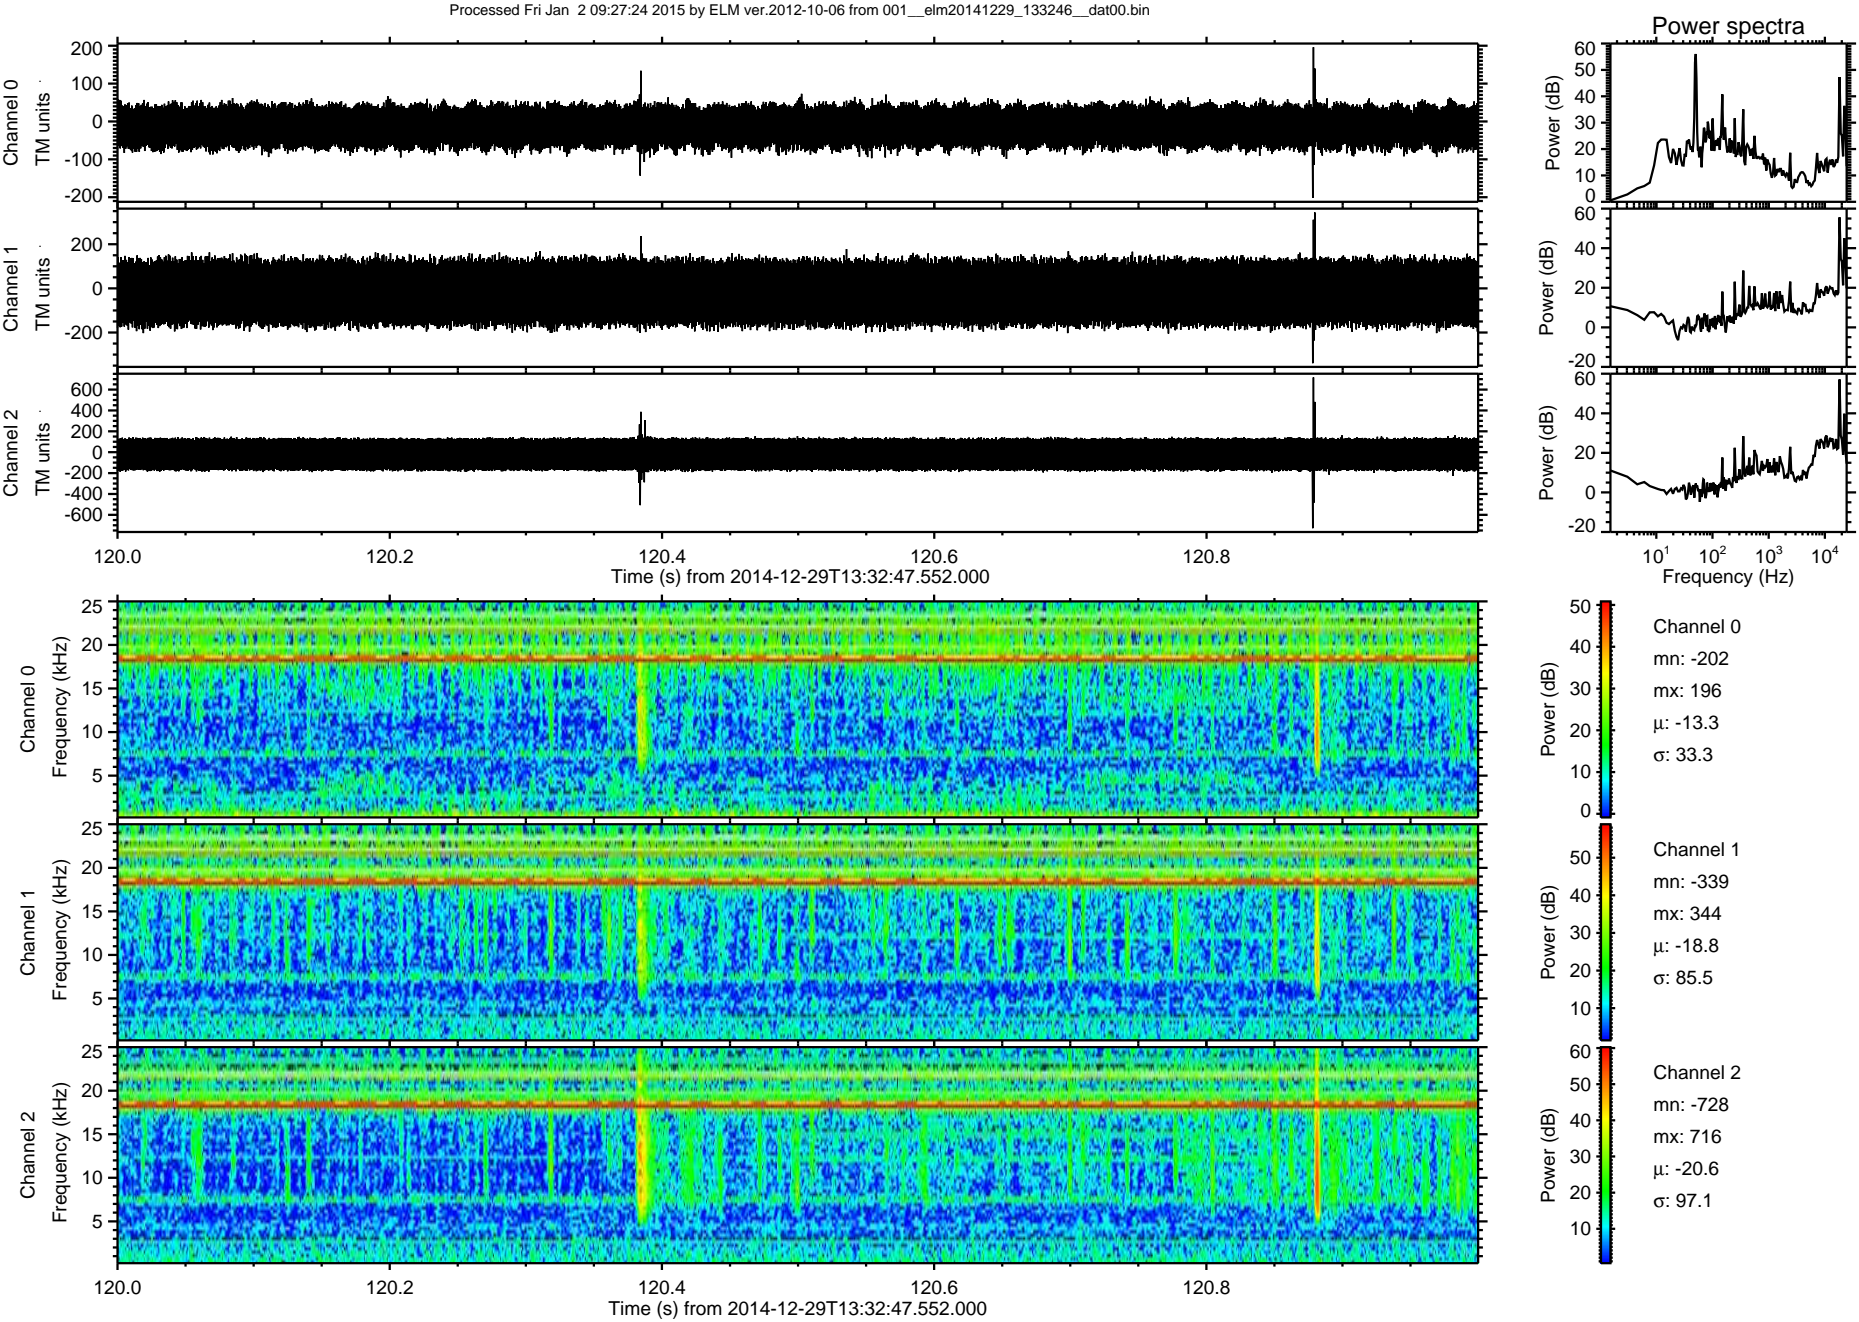 Processed Fri Jan  2 09:27:24 2015 by ELM ver.2012-10-06 from 001__elm20141229_133246__dat00.bin
Power spectra
Channel 0
TM units
200
100
0
-100
-200
Power (dB)
60
50
40
30
20
10
0
Channel 1
TM units
200
0
-200
Power (dB)
60
40
20
0
-20
Channel 2
TM units
600
400
200
0
-200
-400
-600
Power (dB)
60
40
20
0
-20
120.0 120.2 120.4 120.6 120.8
Time (s) from 2014-12-29T13:32:47.552.000
10^1 10^2 10^3 10^4
Frequency (Hz)
Channel 0
Frequency (kHz)
25
20
15
10
5
Power (dB)
50
40
30
20
10
0
Channel 0
mn: -202
mx: 196
μ: -13.3
σ: 33.3
Channel 1
Frequency (kHz)
25
20
15
10
5
Power (dB)
50
40
30
20
10
Channel 1
mn: -339
mx: 344
μ: -18.8
σ: 85.5
Channel 2
Frequency (kHz)
25
20
15
10
5
Power (dB)
60
50
40
30
20
10
Channel 2
mn: -728
mx: 716
μ: -20.6
σ: 97.1
120.0 120.2 120.4 120.6 120.8
Time (s) from 2014-12-29T13:32:47.552.000